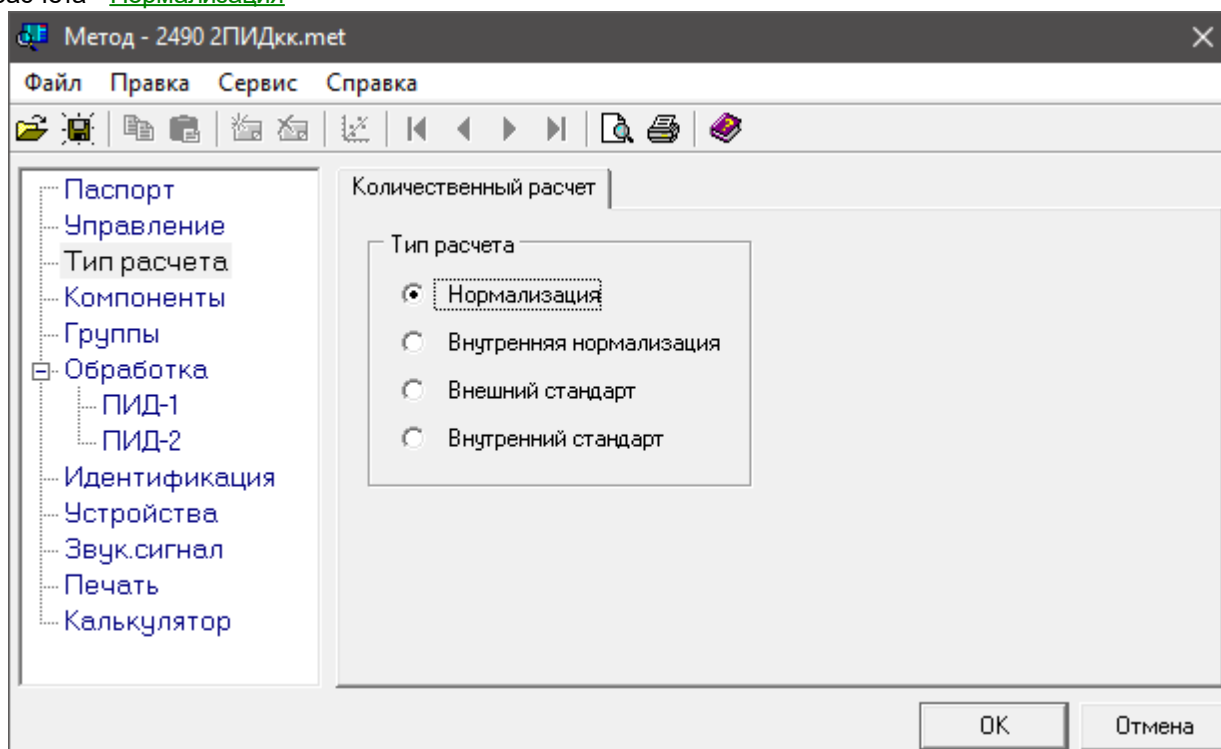 расчета - Нормализация
Метод - 2490 2ПИДкк.met
Файл Правка Сервис Справка
Паспорт
Управление
Тип расчета
Компоненты
Группы
Обработка
ПИД-1
ПИД-2
Идентификация
Устройства
Звук.сигнал
Печать
Калькулятор
Количественный расчет
Тип расчета
Нормализация
Внутренняя нормализация
Внешний стандарт
Внутренний стандарт
OK Отмена